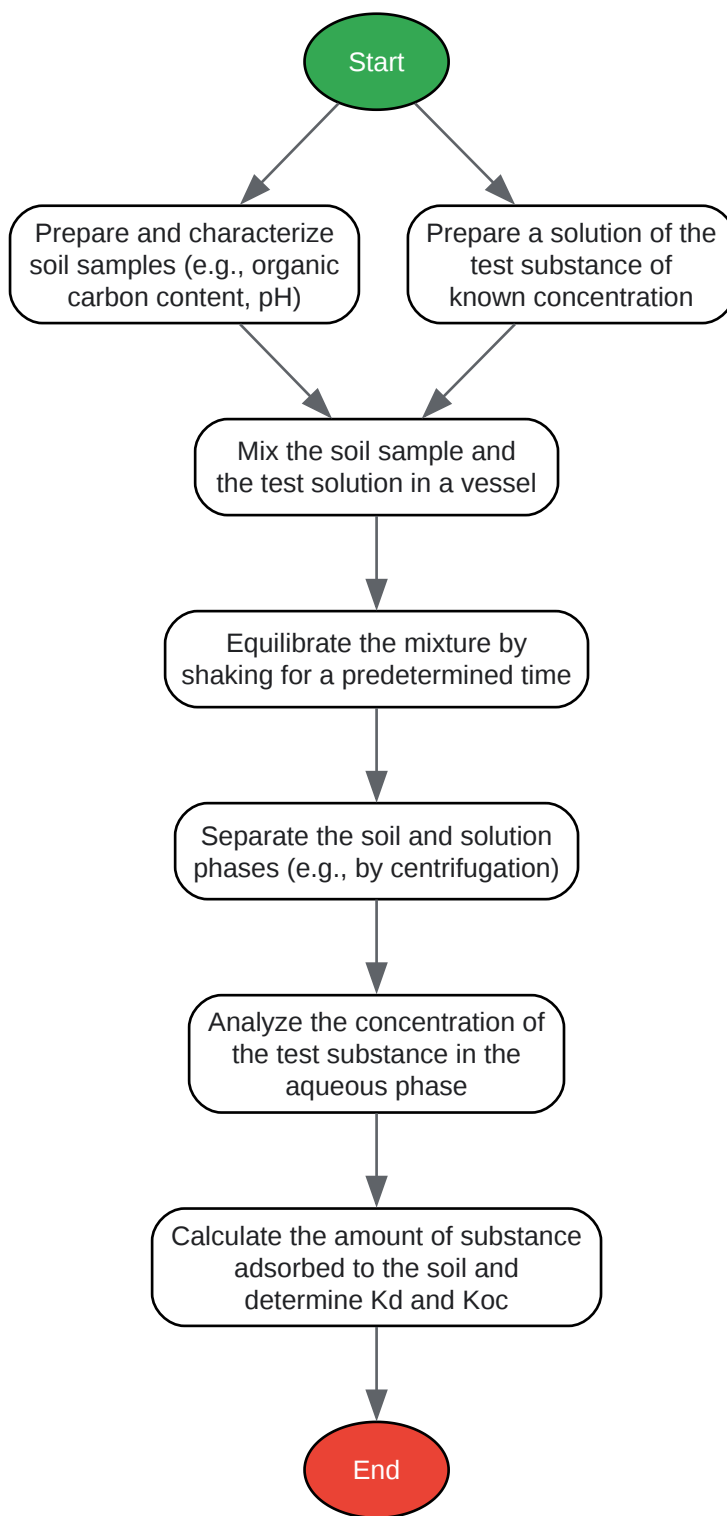 Start
Prepare and characterize
soil samples (e.g., organic
carbon content, pH)
Prepare a solution of the
test substance of
known concentration
Mix the soil sample and
the test solution in a vessel
Equilibrate the mixture by
shaking for a predetermined time
Separate the soil and solution
phases (e.g., by centrifugation)
Analyze the concentration of
the test substance in the
aqueous phase
Calculate the amount of substance
adsorbed to the soil and
determine Kd and Koc
End